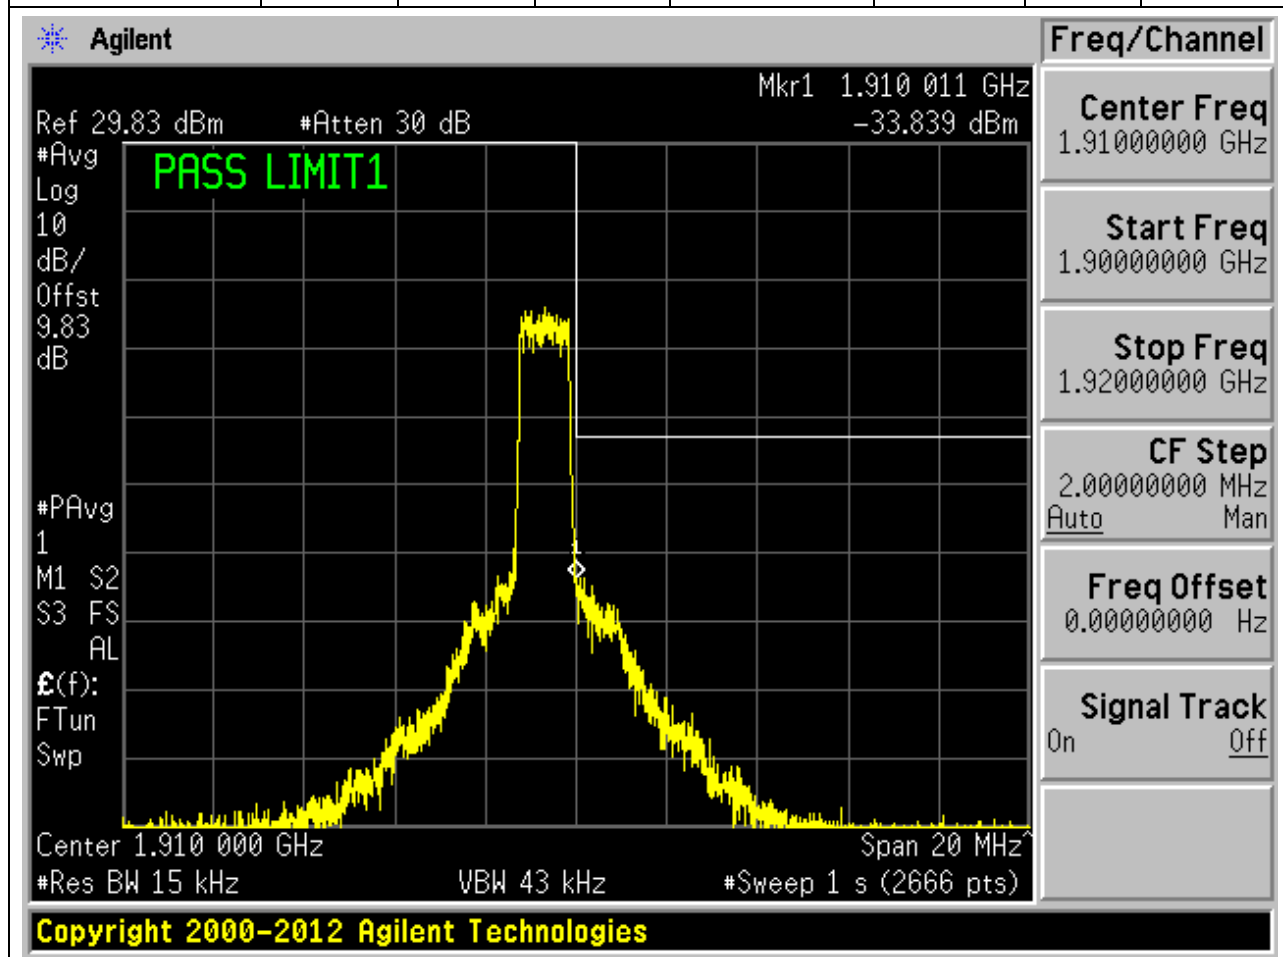 Agilent
Freq/Channel
Mkr1 1.910 011 GHz
Ref 29.83 dBm #Atten 30 dB -33.839 dBm
#Avg
Log
10
dB/
Offst
9.83
dB
PASS LIMIT1
1
#PAvg
1
M1 S2
S3 FS
AL
£(f):
FTun
Swp
Center 1.910 000 GHz Span 20 MHz^
#Res BW 15 kHz VBW 43 kHz #Sweep 1 s (2666 pts)
Copyright 2000-2012 Agilent Technologies
Center Freq
1.91000000 GHz
Start Freq
1.90000000 GHz
Stop Freq
1.92000000 GHz
CF Step
2.00000000 MHz
Auto Man
Freq Offset
0.00000000 Hz
Signal Track
On Off